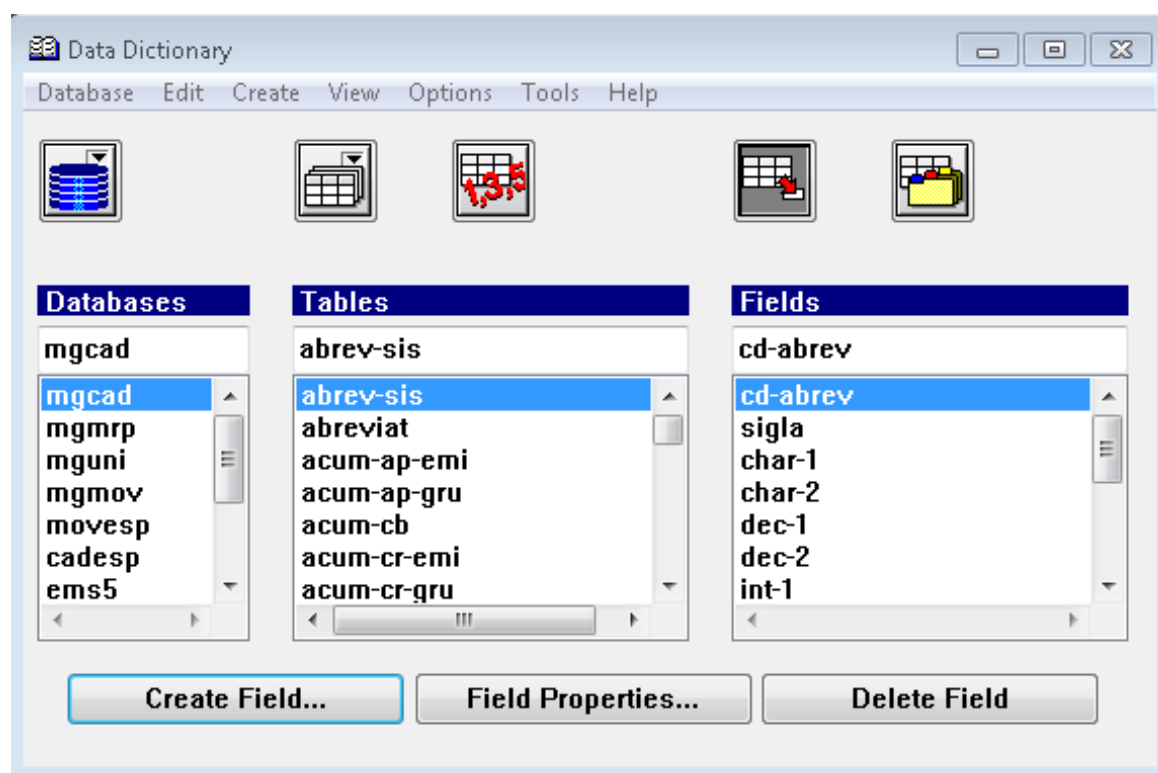 Data Dictionary
Database Edit Create View Options Tools Help
1,3,5
Databases Tables Fields
mgcad abrev-sis cd-abrev
mgcad abrev-sis cd-abrev
mgmrp abreviat sigla
mguni acum-ap-emi char-1
mgmov acum-ap-gru char-2
movesp acum-cb dec-1
cadesp acum-cr-emi dec-2
ems5 acum-cr-gru int-1
Create Field... Field Properties... Delete Field